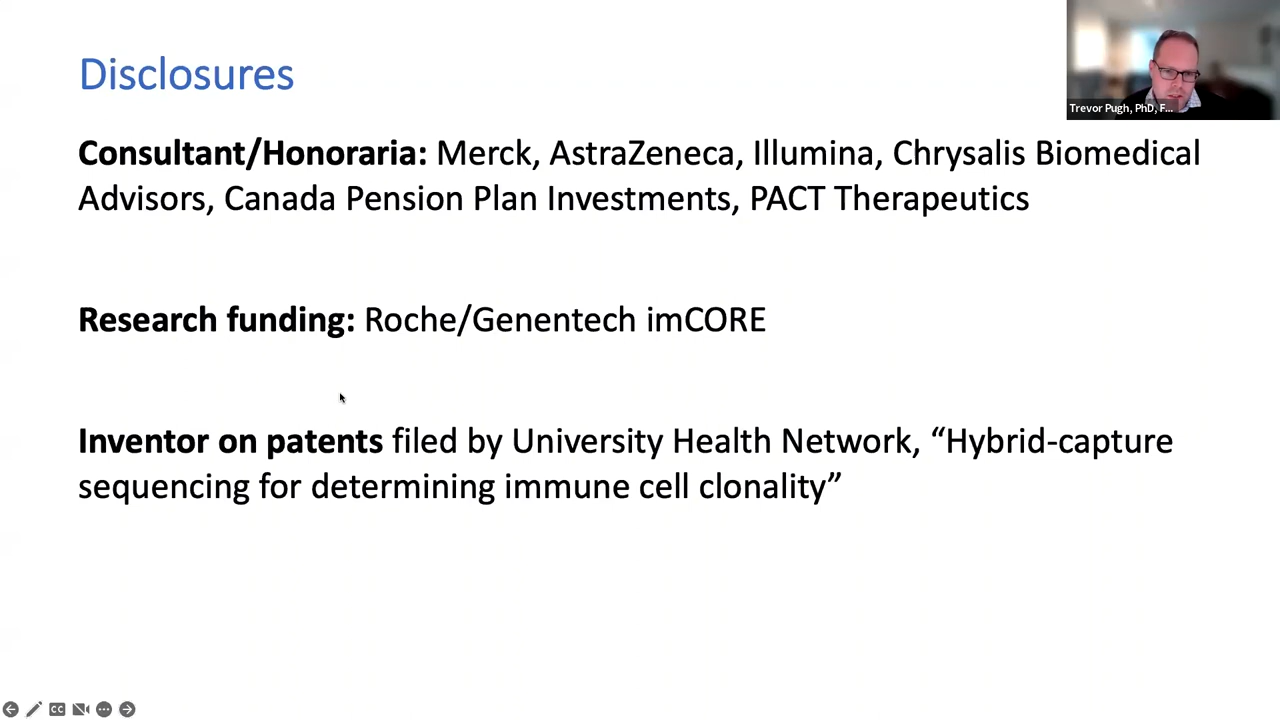 Disclosures
Trevor Pugh, PhD, F...
Consultant/Honoraria: Merck, AstraZeneca, Illumina, Chrysalis Biomedical
Advisors, Canada Pension Plan Investments, PACT Therapeutics
Research funding: Roche/Genentech imCORE
Inventor on patents filed by University Health Network, “Hybrid-capture
sequencing for determining immune cell clonality”
CC